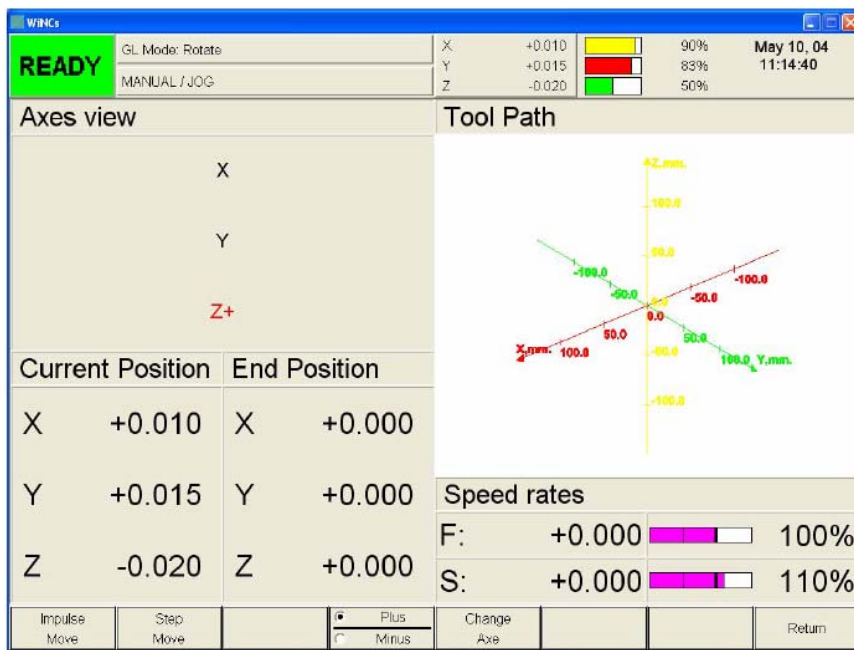 WiNCs
READY
GL Mode: Rotate
MANUAL / JOG
X +0.010 90%
Y +0.015 83%
Z -0.020 50%
May 10, 04
11:14:40
Axes view
X
Y
Z+
Tool Path
Z,mm.
100.0
50.0
-100.0
-50.0
0.0
0.0
-50.0
-100.0
50.0
100.0
X,mm.
50.0
100.0 Y,mm.
-50.0
-100.0
Current Position
X +0.010
Y +0.015
Z -0.020
End Position
X +0.000
Y +0.000
Z +0.000
Speed rates
F: +0.000 100%
S: +0.000 110%
Impulse
Move
Step
Move
Plus
Minus
Change
Axe
Return